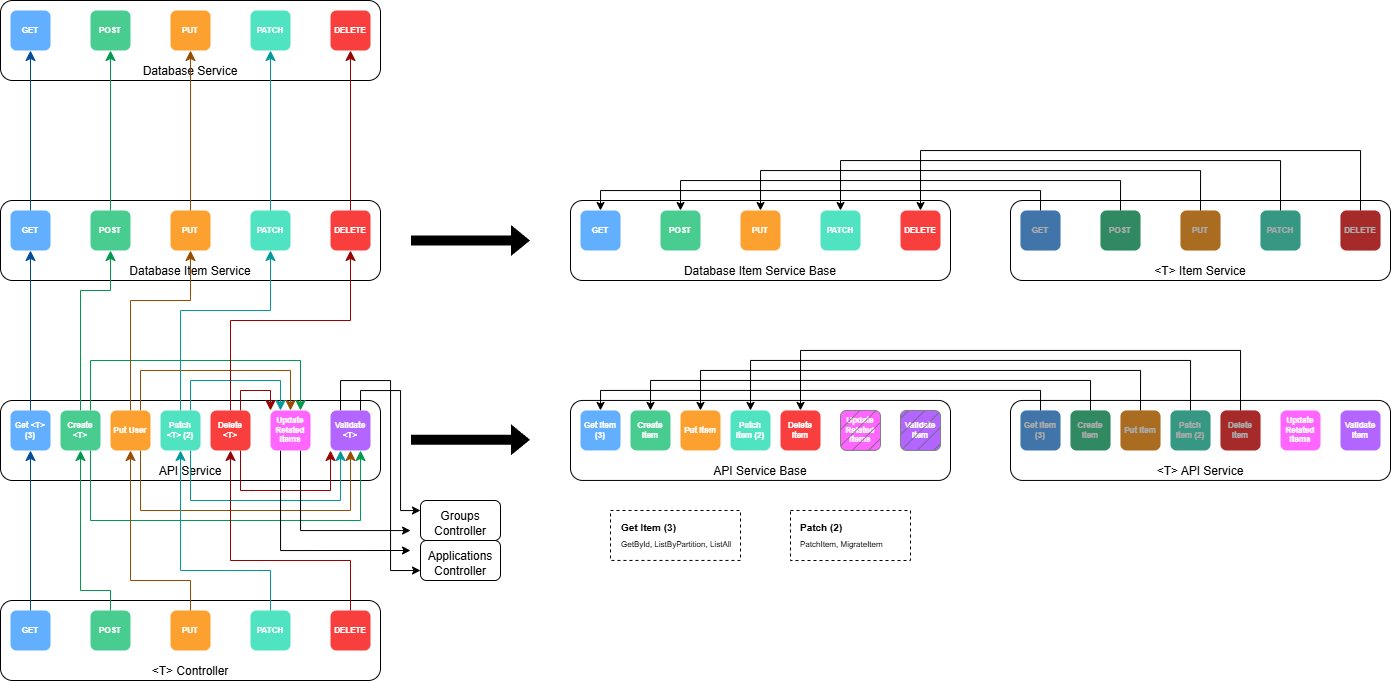 GET
POST
PUT
PATCH
DELETE
Database Service
GET
POST
PUT
PATCH
DELETE
Database Item Service
GET
POST
PUT
PATCH
DELETE
Database Item Service Base
GET
POST
PUT
PATCH
DELETE
<T> Item Service
Get <T>
(3)
Create
<T>
Put User
Patch
<T> (2)
Delete
<T>
Update
Related
Items
Validate
<T>
API Service
Get Item
(3)
Create
Item
Put Item
Patch
Item (2)
Delete
Item
Update
Related
Items
Validate
Item
API Service Base
Get Item
(3)
Create
Item
Put Item
Patch
Item (2)
Delete
Item
Update
Related
Items
Validate
Item
<T> API Service
Groups
Controller
Applications
Controller
Get Item (3)
GetById, ListByPartition, ListAll
Patch (2)
PatchItem, MigrateItem
GET
POST
PUT
PATCH
DELETE
<T> Controller